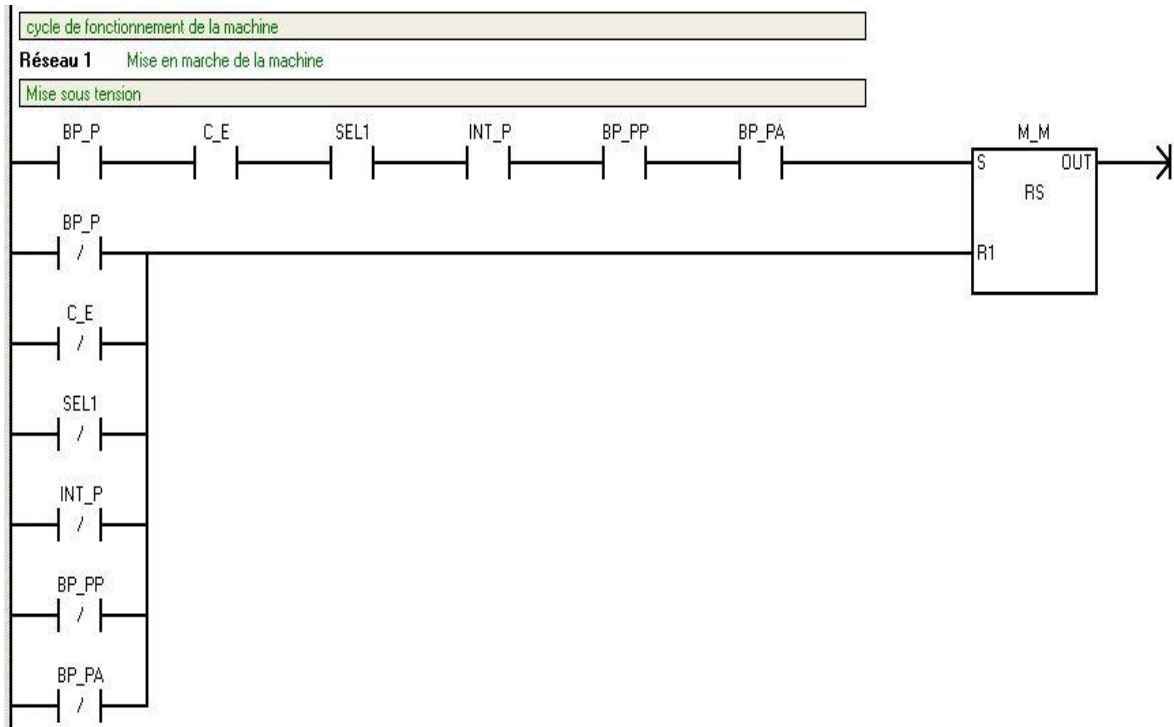 cycle de fonctionnement de la machine
Réseau 1 Mise en marche de la machine
Mise sous tension
BP_P C_E SEL1 INT_P BP_PP BP_PA M_M
S OUT
RS
BP_P
/
R1
C_E
/
SEL1
/
INT_P
/
BP_PP
/
BP_PA
/